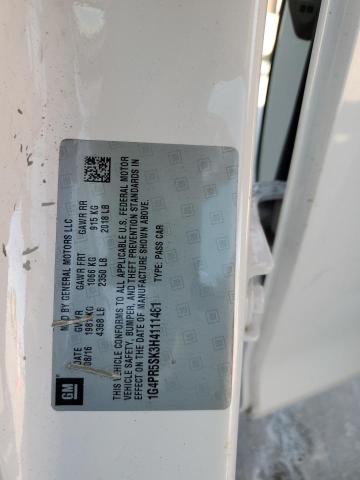 GM
D BY GENERAL MOTORS LLC
DATE GVWR GAWR FRT GAWR RR
08/16 1981 KG 1066 KG 915 KG
4368 LB 2350 LB 2018 LB
THIS VEHICLE CONFORMS TO ALL APPLICABLE U.S. FEDERAL MOTOR
VEHICLE SAFETY, BUMPER, AND THEFT PREVENTION STANDARDS IN
EFFECT ON THE DATE OF MANUFACTURE SHOWN ABOVE.
1G4PR5SK3H4111481 TYPE: PASS CAR